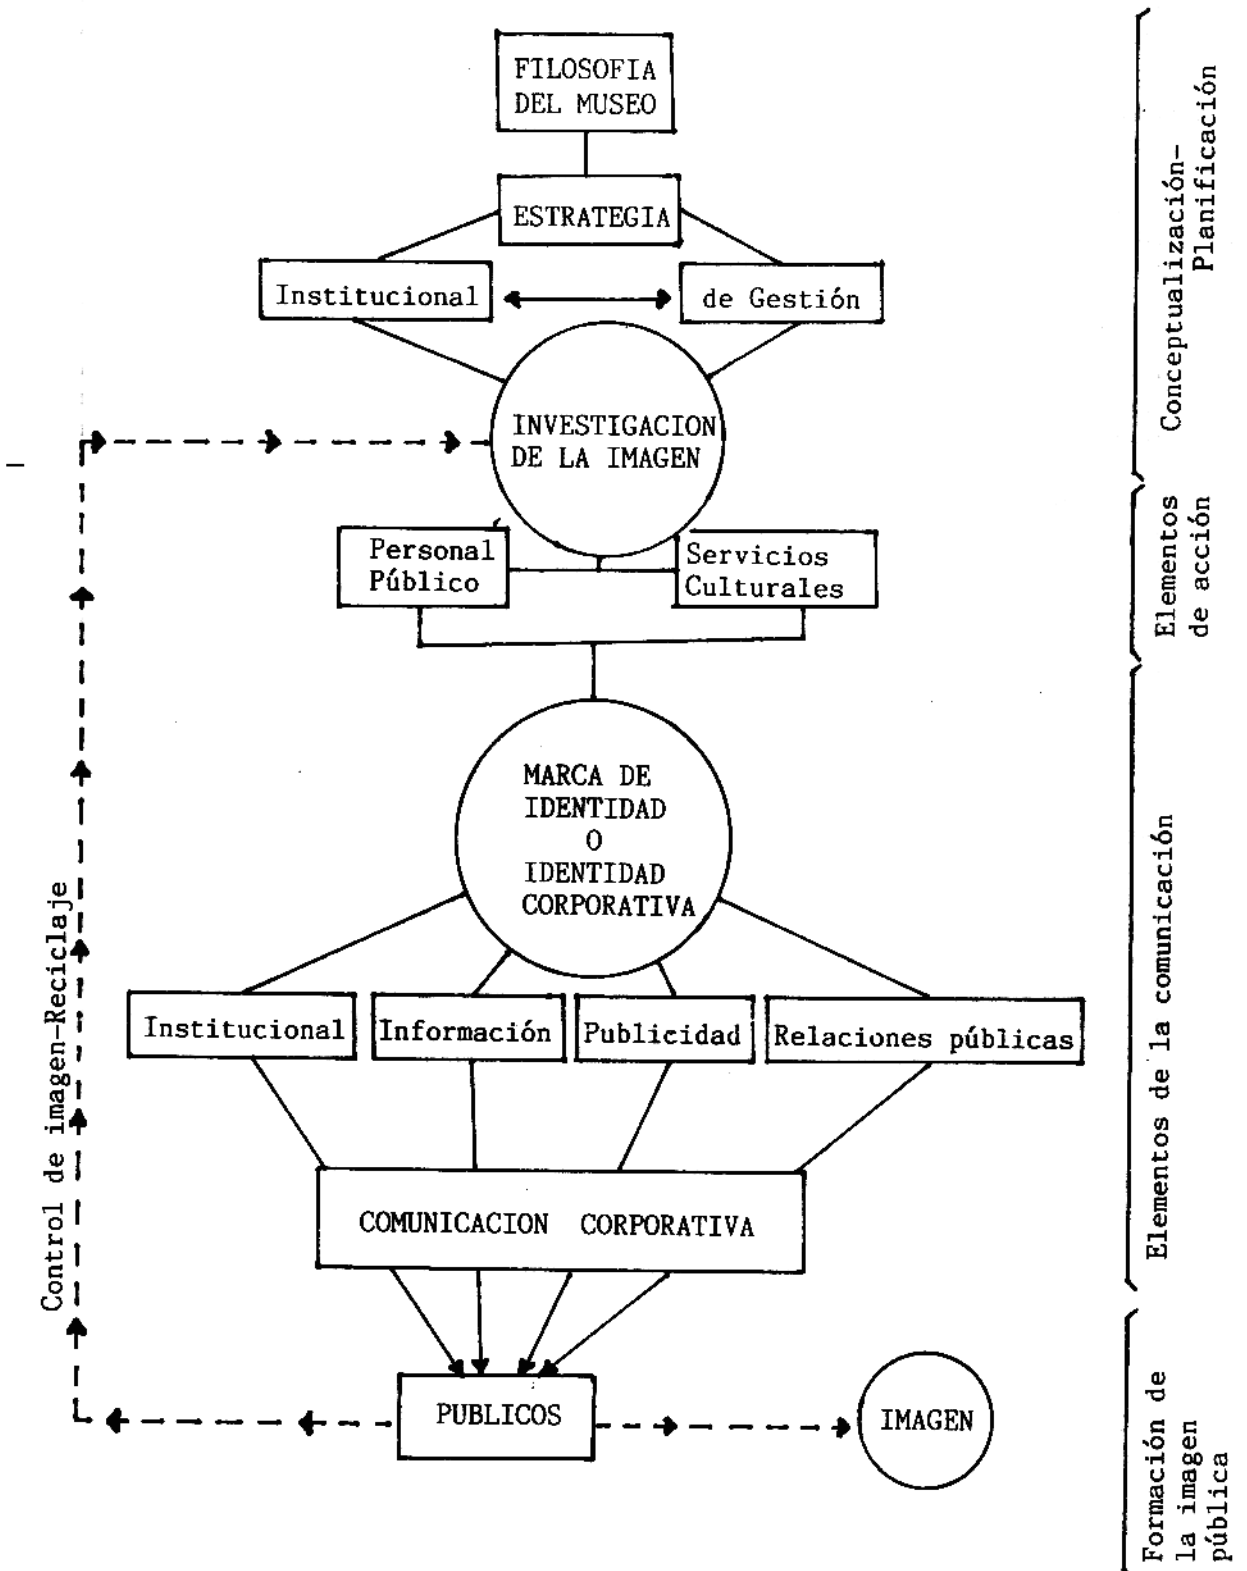 FILOSOFIA
DEL MUSEO
ESTRATEGIA
Institucional
de Gestión
INVESTIGACION
DE LA IMAGEN
Personal
Público
Servicios
Culturales
MARCA DE
IDENTIDAD
O
IDENTIDAD
CORPORATIVA
Institucional
Información
Publicidad
Relaciones públicas
COMUNICACION CORPORATIVA
PUBLICOS
IMAGEN
Control de imagen-Reciclaje
Conceptualización-
Planificación
Elementos
de acción
Elementos de la comunicación
Formación de
la imagen
pública